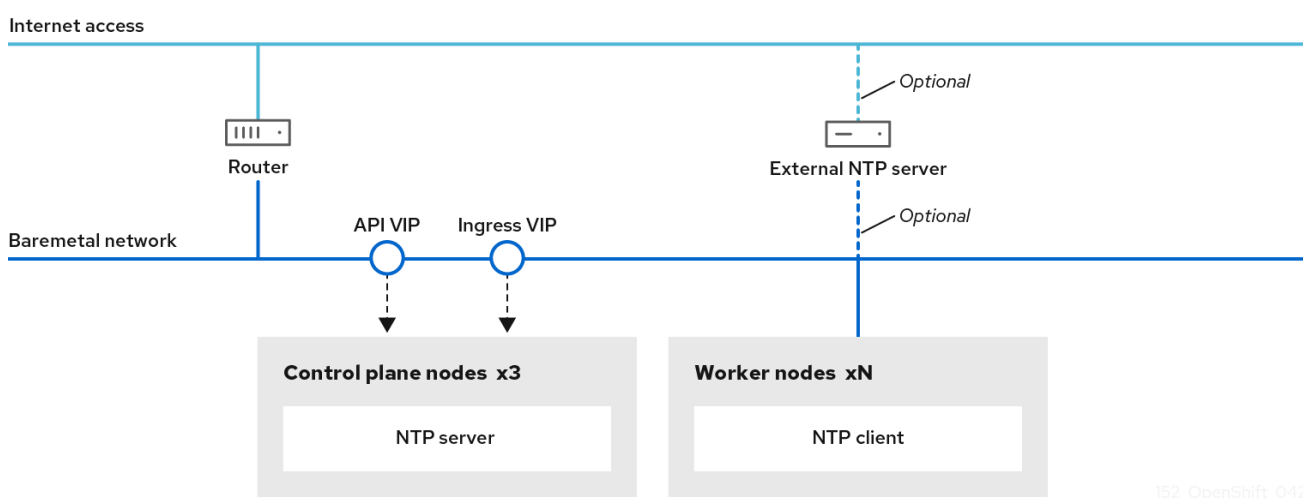 Internet access
Optional
Router
External NTP server
Optional
API VIP
Ingress VIP
Baremetal network
Control plane nodes x3
Worker nodes xN
NTP server
NTP client
152_OpenShift_042